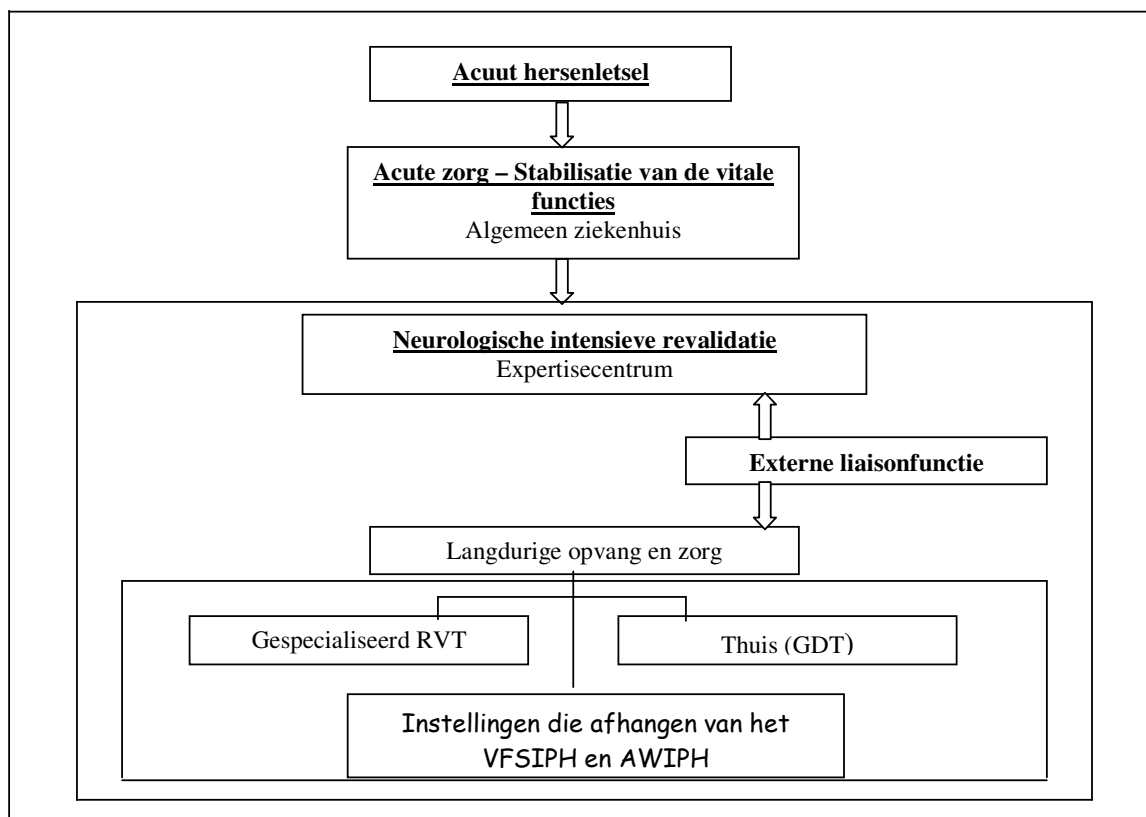 Acuut hersenletsel
Acute zorg – Stabilisatie van de vitale
functies
Algemeen ziekenhuis
Neurologische intensieve revalidatie
Expertisecentrum
Externe liaisonfunctie
Langdurige opvang en zorg
Gespecialiseerd RVT
Thuis (GDT)
Instellingen die afhangen van het
VFSIPH en AWIPH